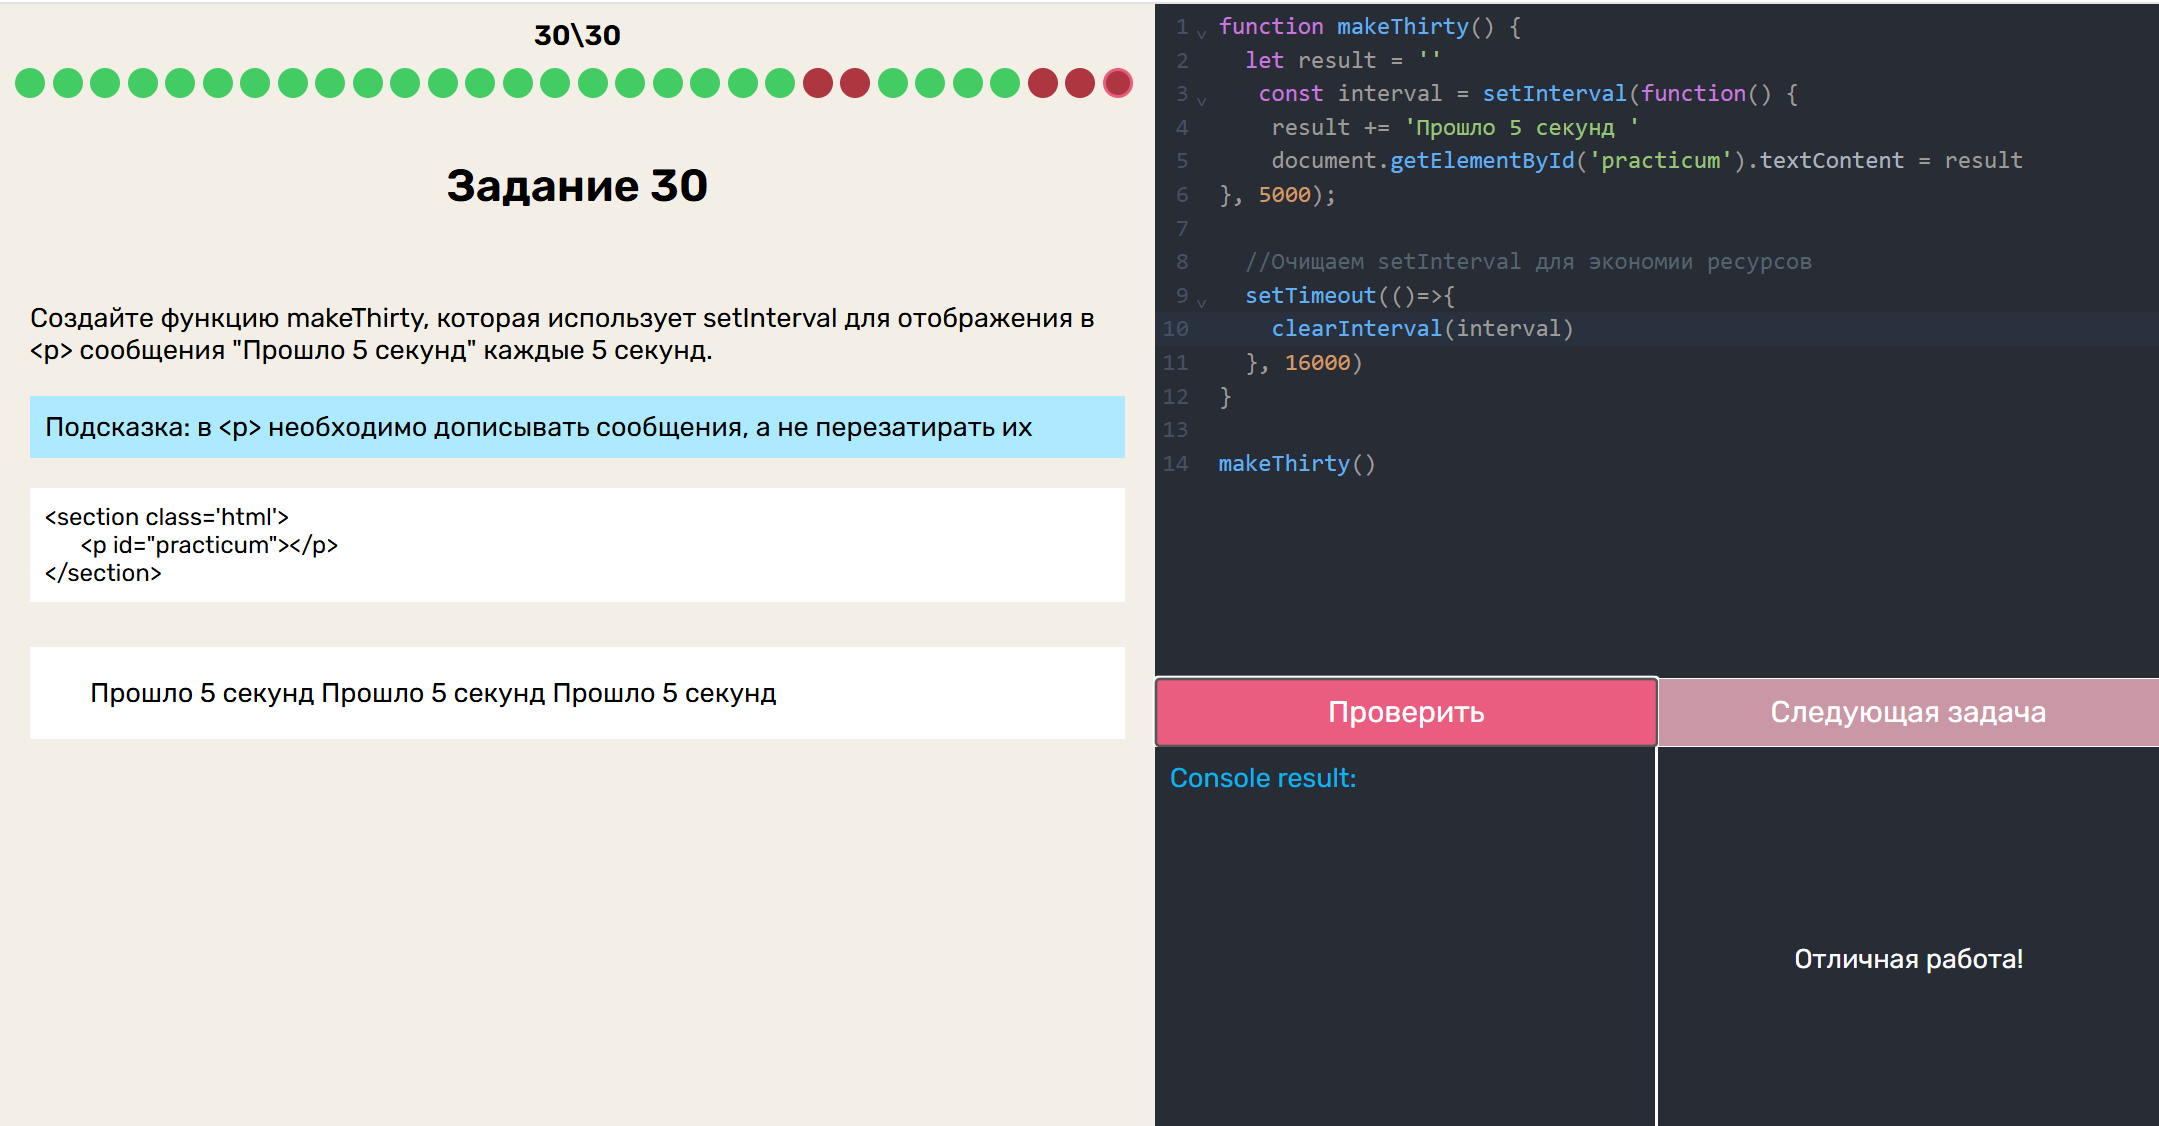 30\30
Задание 30
Создайте функцию makeThirty, которая использует setInterval для отображения в
<p> сообщения "Прошло 5 секунд" каждые 5 секунд.
Подсказка: в <p> необходимо дописывать сообщения, а не перезатирать их
<section class='html'>
<p id="practicum"></p>
</section>
Прошло 5 секунд Прошло 5 секунд Прошло 5 секунд
1 function makeThirty() {
2 let result = ''
3 const interval = setInterval(function() {
4 result += 'Прошло 5 секунд '
5 document.getElementById('practicum').textContent = result
6 }, 5000);
7
8 //Очищаем setInterval для экономии ресурсов
9 setTimeout(()=>{
10 clearInterval(interval)
11 }, 16000)
12 }
13
14 makeThirty()
Проверить
Следующая задача
Console result:
Отличная работа!